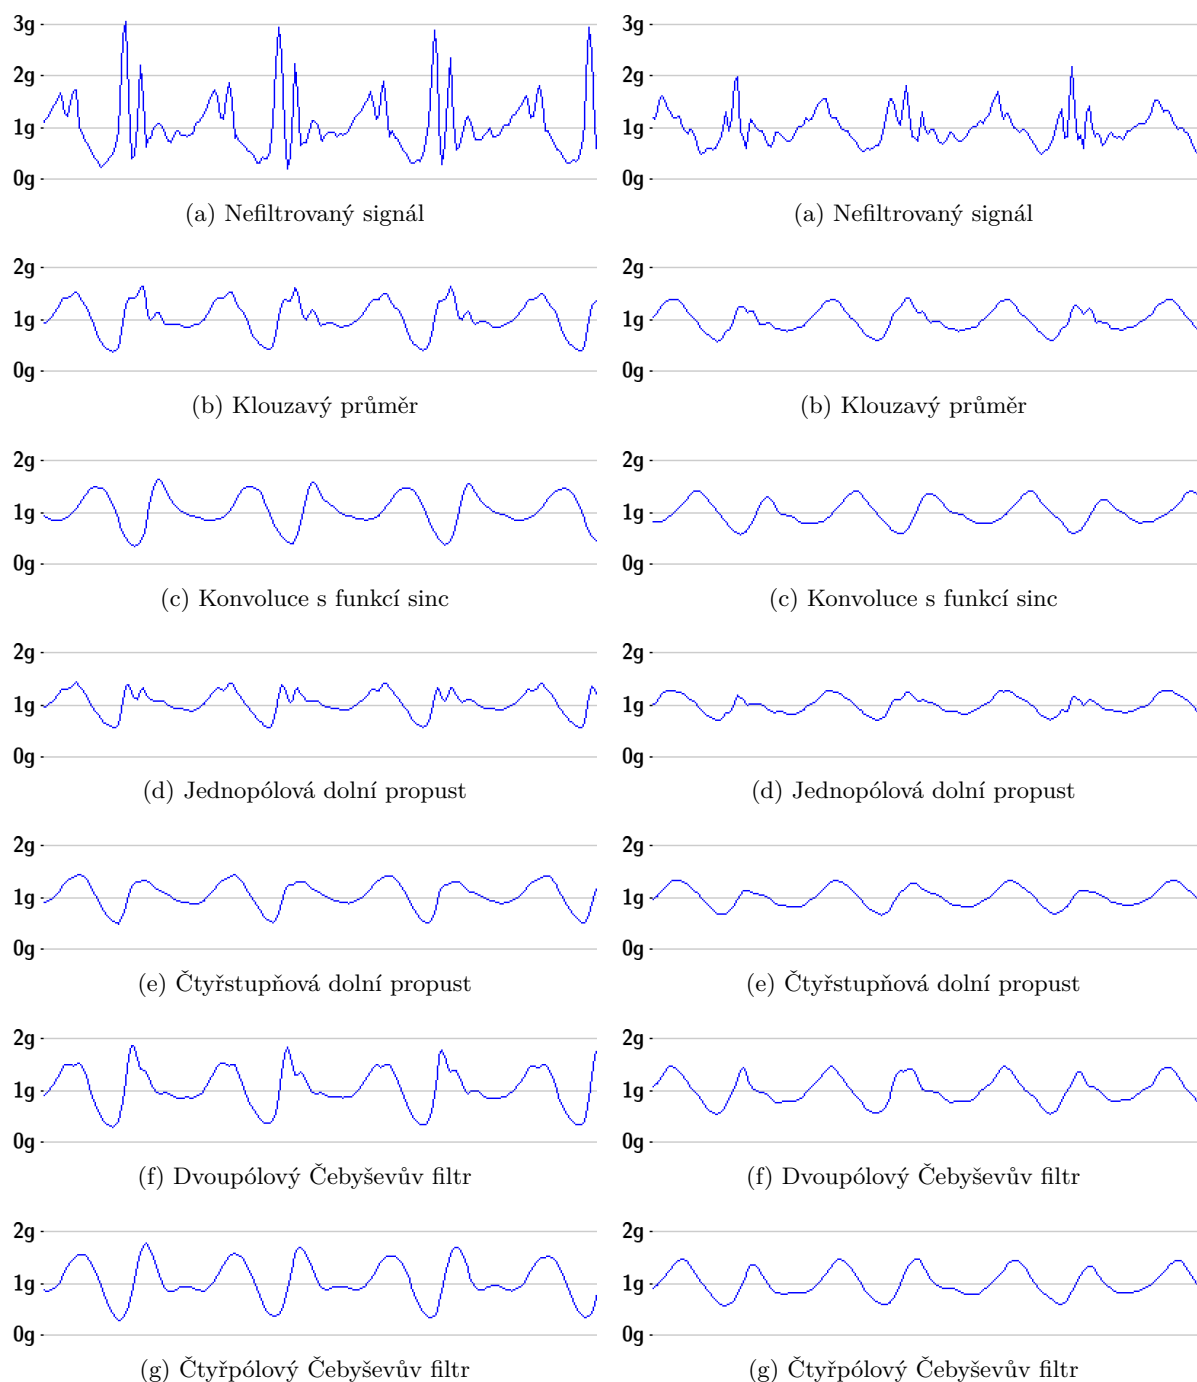 3g
2g
1g
0g
(a) Nefiltrovaný signál
2g
1g
0g
(b) Klouzavý průměr
2g
1g
0g
(c) Konvoluce s funkcí sinc
2g
1g
0g
(d) Jednopólová dolní propust
2g
1g
0g
(e) Čtyřstupňová dolní propust
2g
1g
0g
(f) Dvoupólový Čebyševův filtr
2g
1g
0g
(g) Čtyřpólový Čebyševův filtr
3g
2g
1g
0g
(a) Nefiltrovaný signál
2g
1g
0g
(b) Klouzavý průměr
2g
1g
0g
(c) Konvoluce s funkcí sinc
2g
1g
0g
(d) Jednopólová dolní propust
2g
1g
0g
(e) Čtyřstupňová dolní propust
2g
1g
0g
(f) Dvoupólový Čebyševův filtr
2g
1g
0g
(g) Čtyřpólový Čebyševův filtr